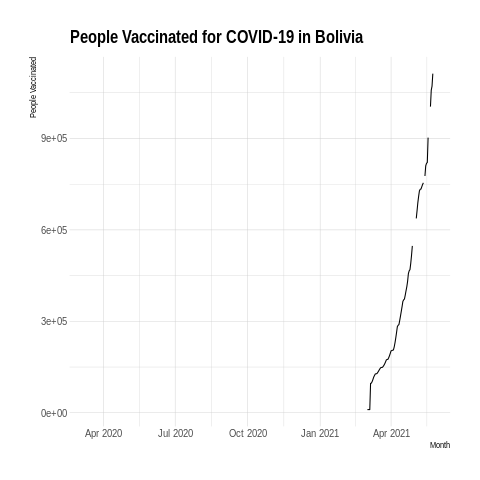 People Vaccinated for COVID-19 in Bolivia
People Vaccinated
9e+05
6e+05
3e+05
0e+00
Apr 2020 Jul 2020 Oct 2020 Jan 2021 Apr 2021
Month